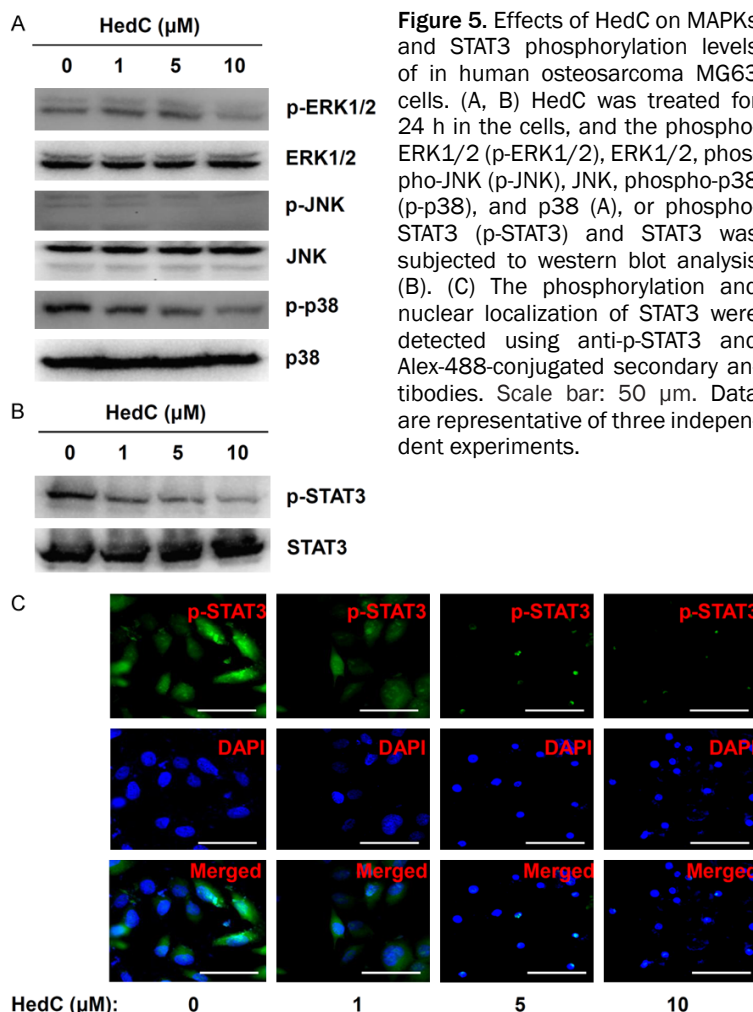 A
HedC (µM)
0 1 5 10
p-ERK1/2
ERK1/2
p-JNK
JNK
p-p38
p38
B
HedC (µM)
0 1 5 10
p-STAT3
STAT3
Figure 5. Effects of HedC on MAPKs
and STAT3 phosphorylation levels
of in human osteosarcoma MG63
cells. (A, B) HedC was treated for
24 h in the cells, and the phospho
ERK1/2 (p-ERK1/2), ERK1/2, phos
pho-JNK (p-JNK), JNK, phospho-p38
(p-p38), and p38 (A), or phospho
STAT3 (p-STAT3) and STAT3 was
subjected to western blot analysis
(B). (C) The phosphorylation and
nuclear localization of STAT3 were
detected using anti-p-STAT3 and
Alex-488-conjugated secondary an
tibodies. Scale bar: 50 µm. Data
are representative of three indepen
dent experiments.
C
p-STAT3 p-STAT3 p-STAT3 p-STAT3
DAPI DAPI DAPI DAPI
Merged Merged Merged Merged
HedC (µM): 0 1 5 10